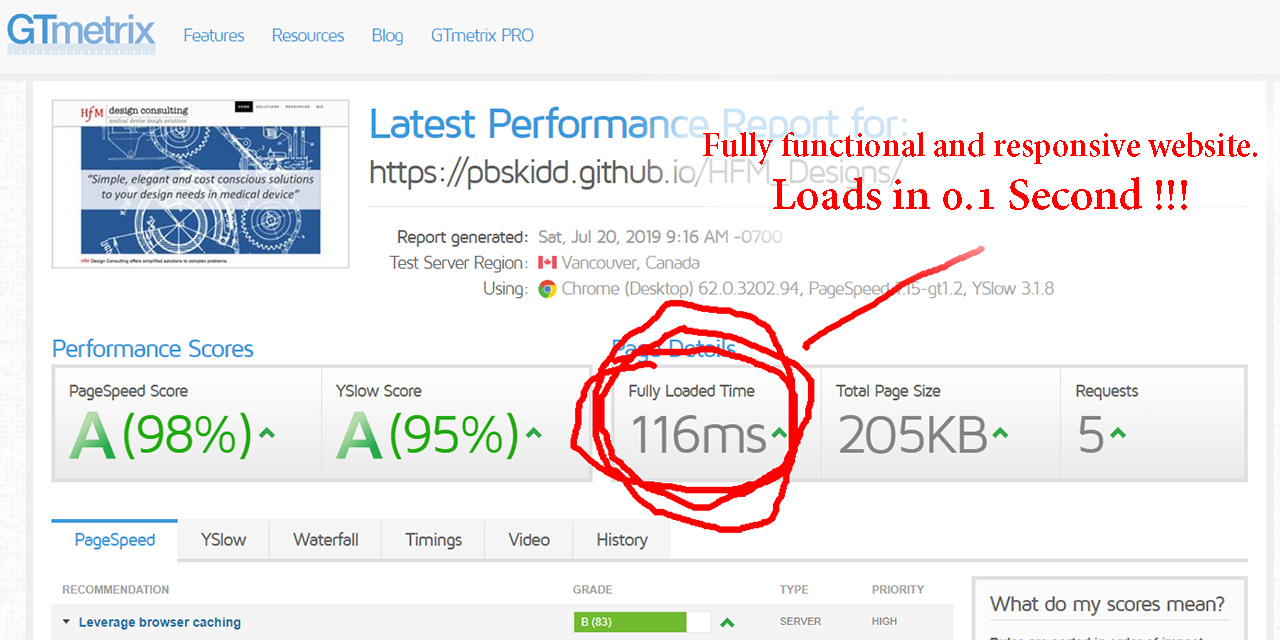 GTmetrix Features Resources Blog GTmetrix PRO
HfM design consulting
medical device design solutions
HOME SOLUTIONS RESOURCES BIO
"Simple, elegant and cost conscious solutions
to your design needs in medical device"
HfM Design Consulting offers simplified solutions to complex problems.
Latest Performance Report for:
https://pbskidd.github.io/HFM_Designs/
Fully functional and responsive website.
Loads in 0.1 Second !!!
Report generated: Sat, Jul 20, 2019 9:16 AM -0700
Test Server Region: Vancouver, Canada
Using: Chrome (Desktop) 62.0.3202.94, PageSpeed 1.15-gt1.2, YSlow 3.1.8
Performance Scores
Page Details
PageSpeed Score YSlow Score Fully Loaded Time Total Page Size Requests
A (98%) A (95%) 116ms 205KB 5
PageSpeed YSlow Waterfall Timings Video History
RECOMMENDATION GRADE TYPE PRIORITY
Leverage browser caching B (83) SERVER HIGH
What do my scores mean?